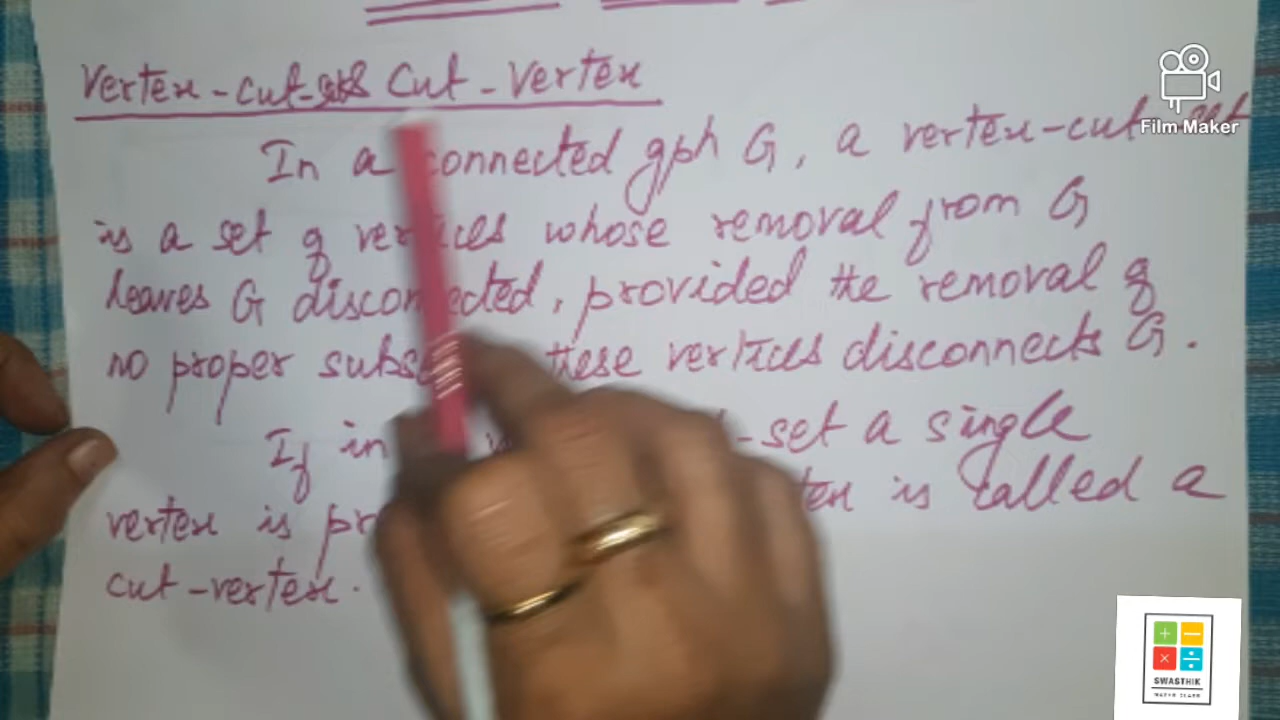 Vertex-cut-set & Cut-Vertex
In a connected gph G, a vertex-cut-set
is a set of vertices whose removal from G
leaves G disconnected, provided the removal of
no proper these vertices disconnects G.
If in -set a single
vertex is is called a
cut-vertex.
Film Maker
SWASTHIK